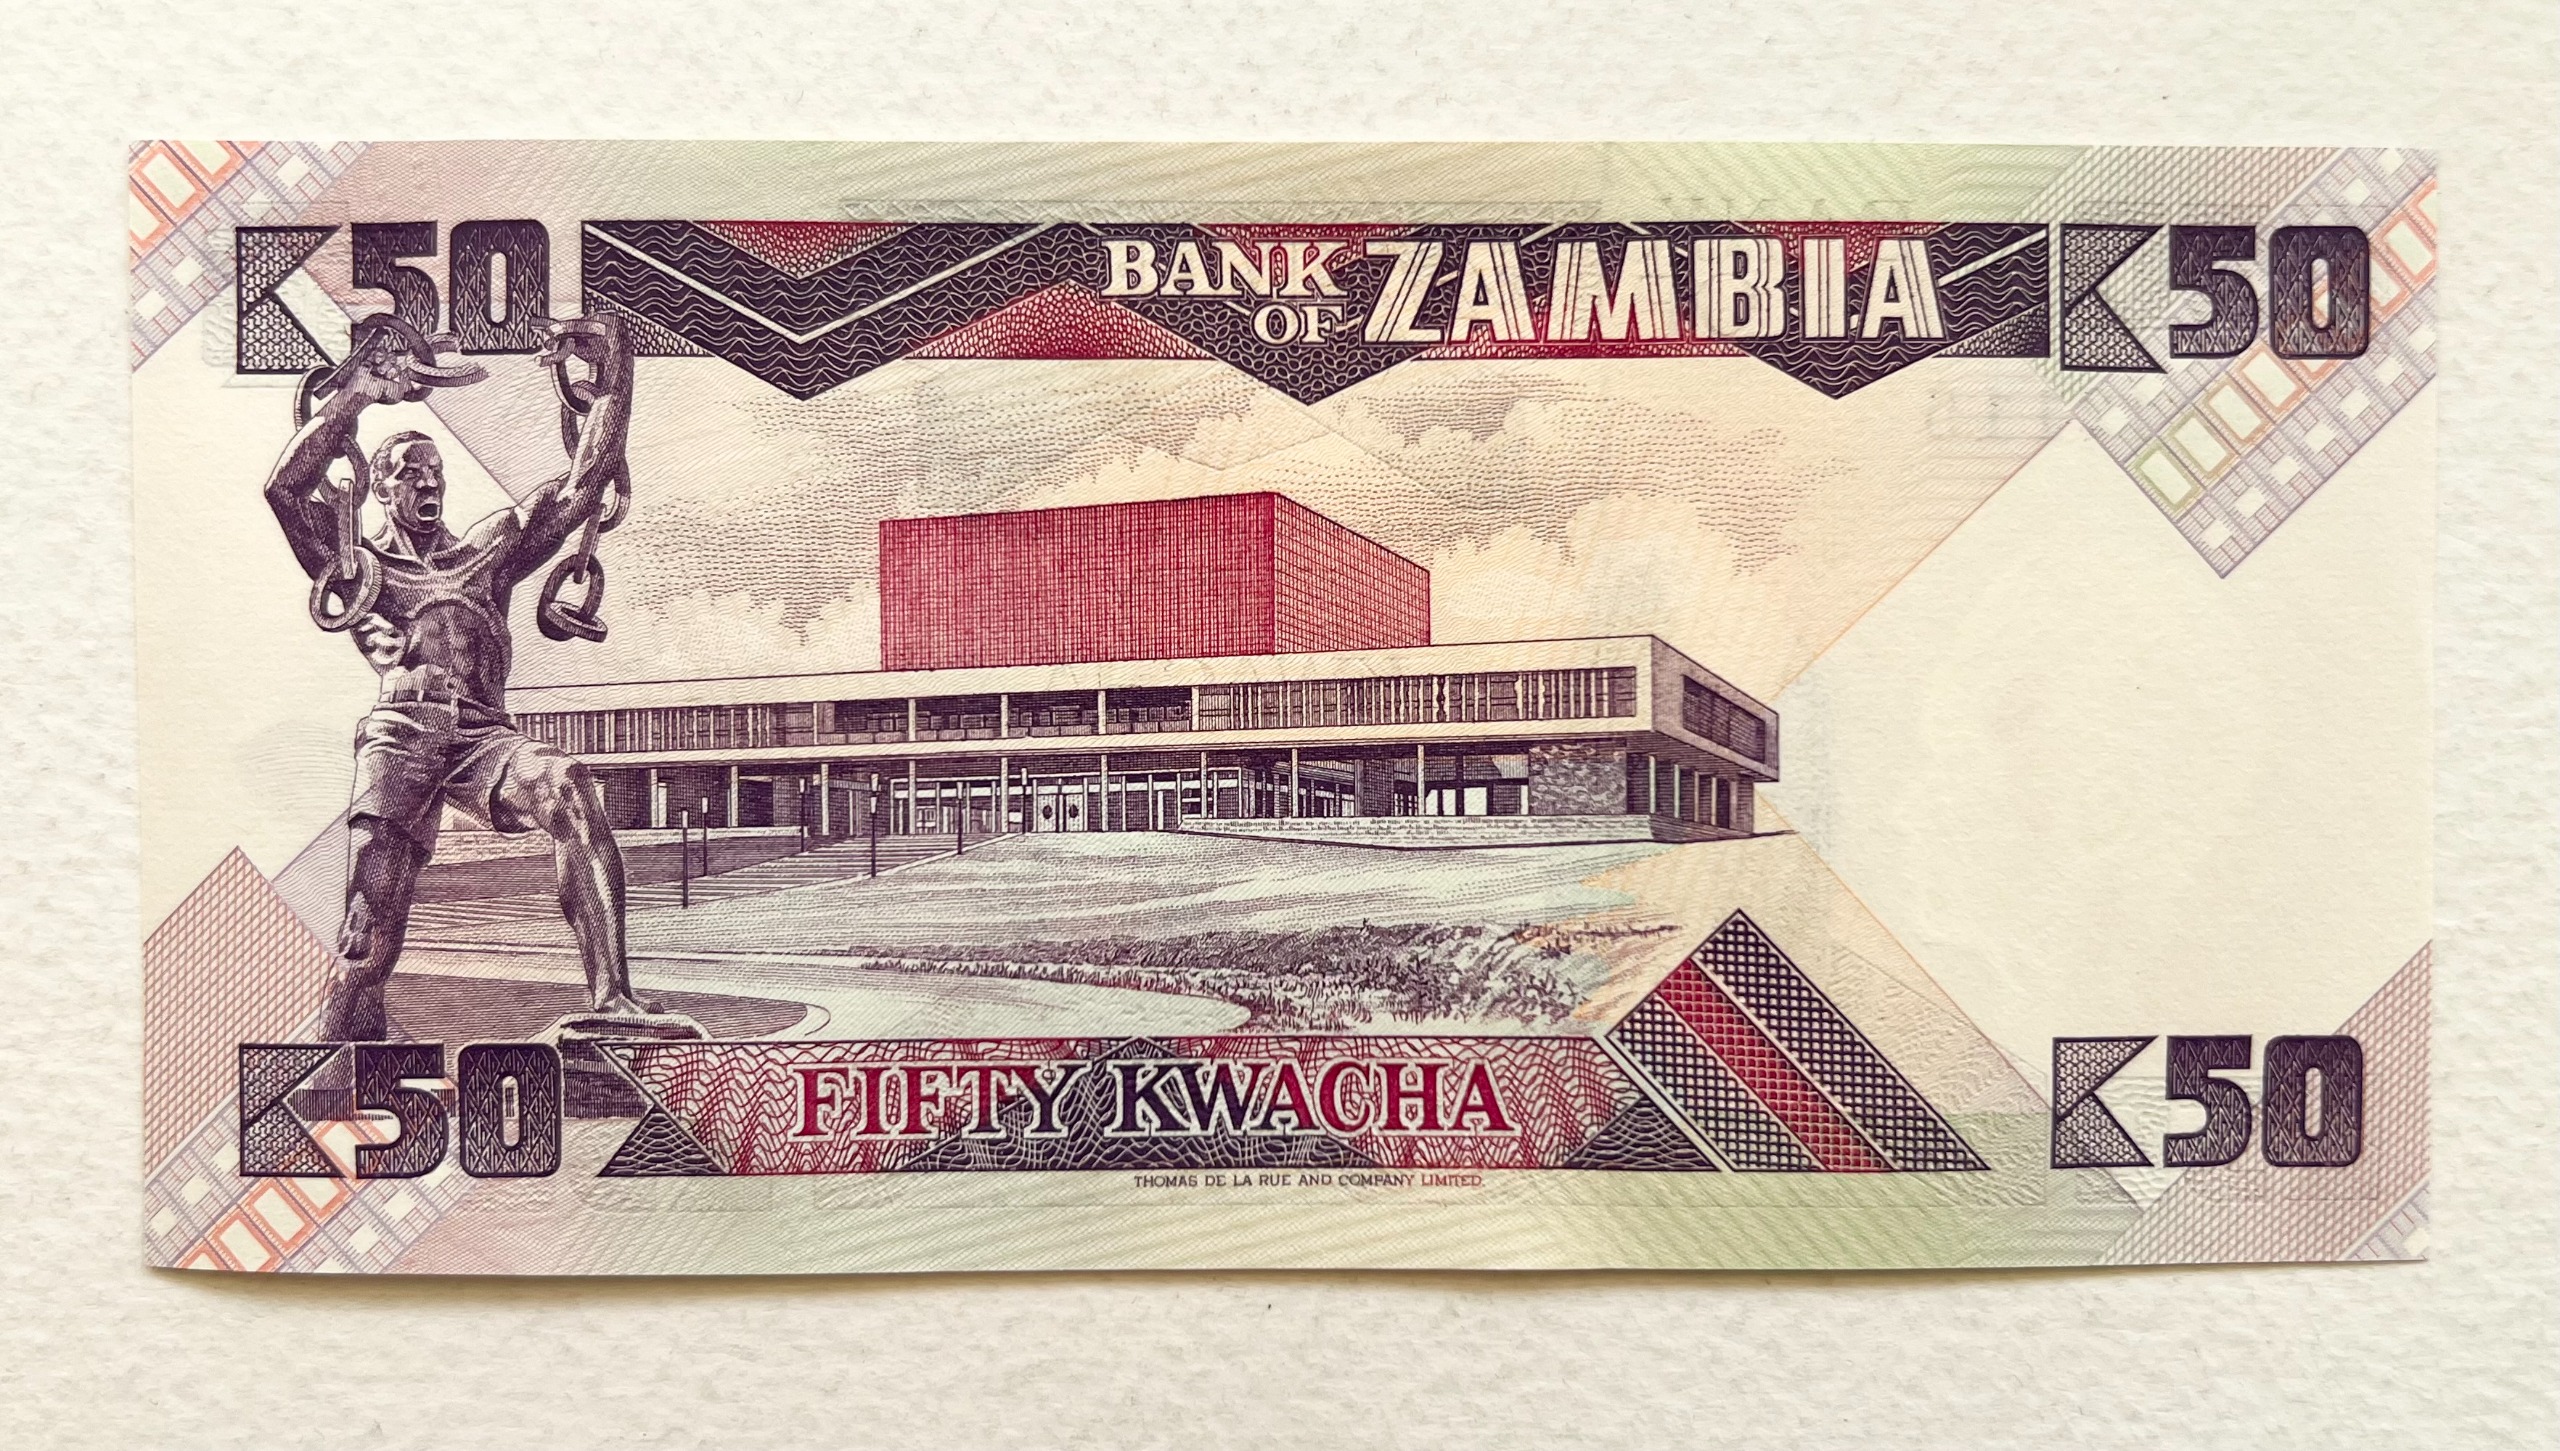 K50
BANK
OF ZAMBIA
K50
K50
FIFTY KWACHA
K50
THOMAS DE LA RUE AND COMPANY LIMITED.